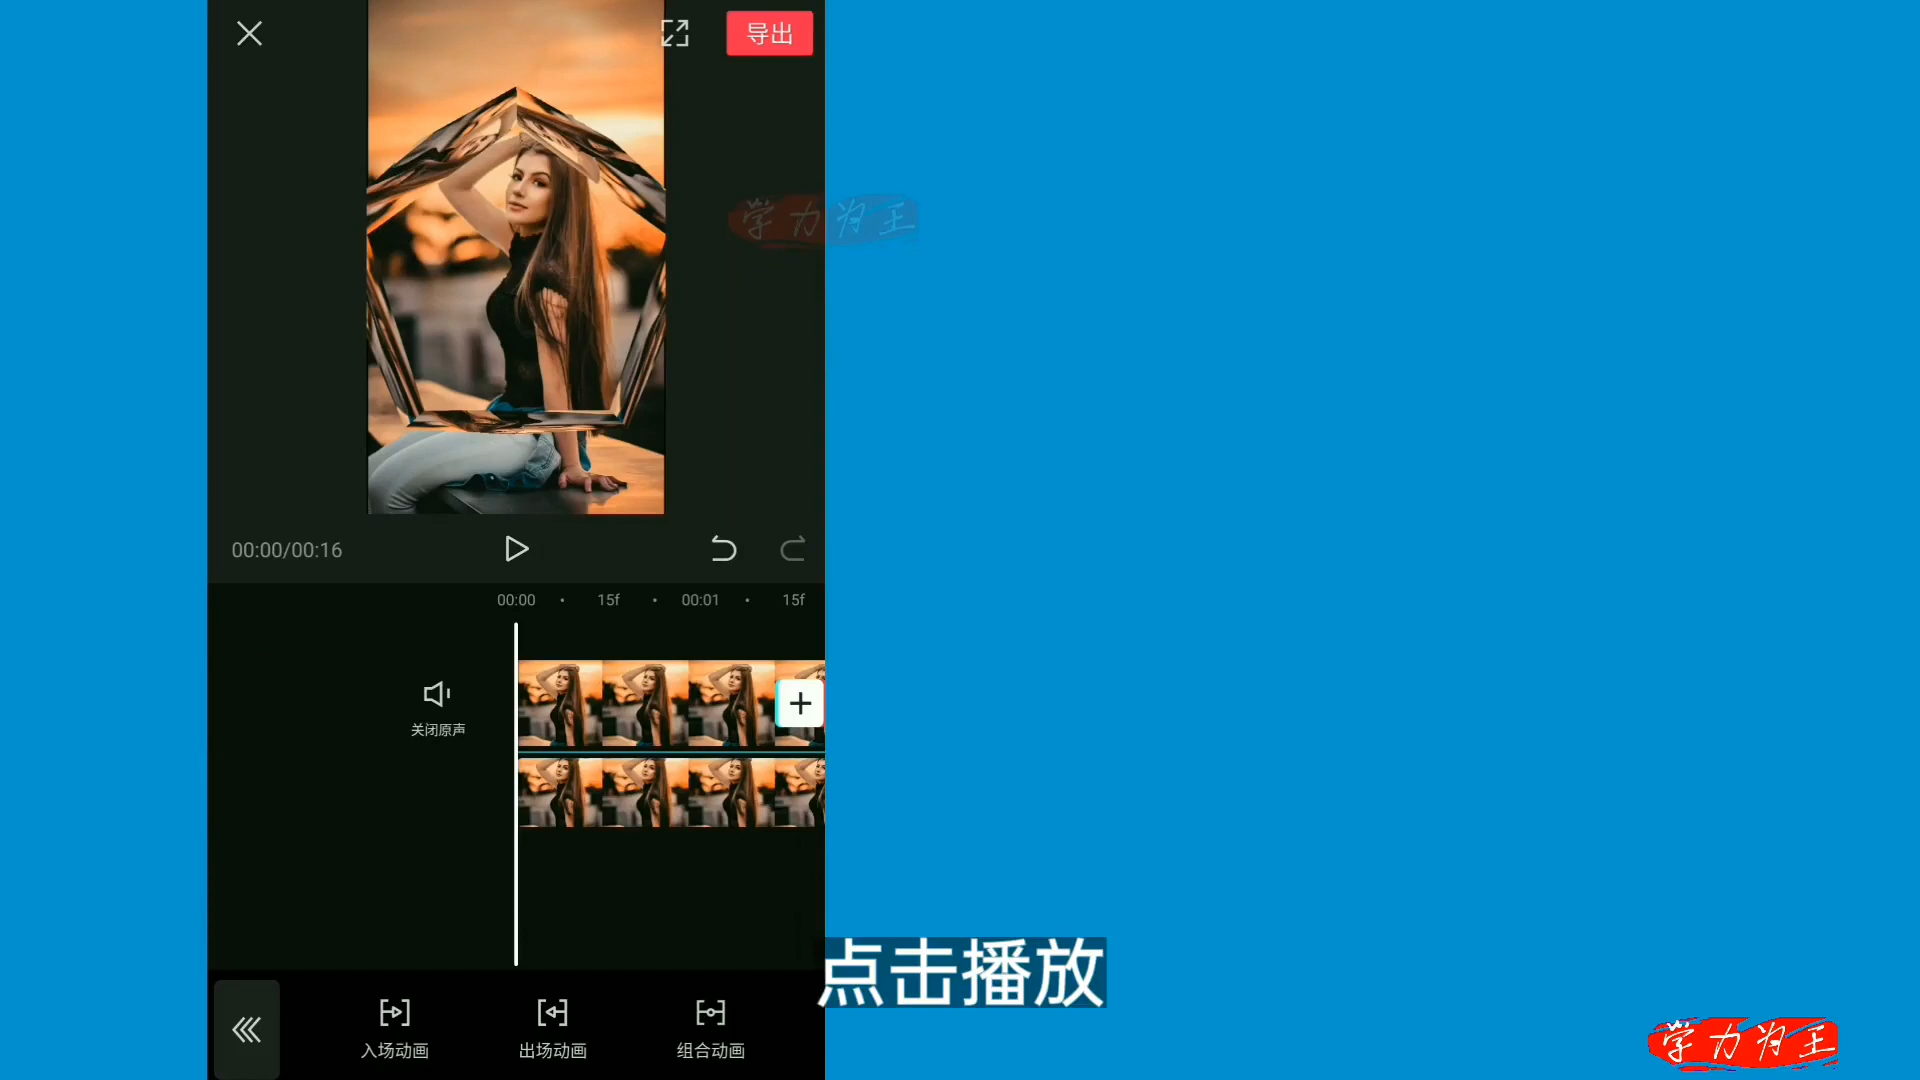 导出
学力为王
00:00/00:16
00:00 15f 00:01 15f
关闭原声
点击播放
入场动画 出场动画 组合动画
学力为王